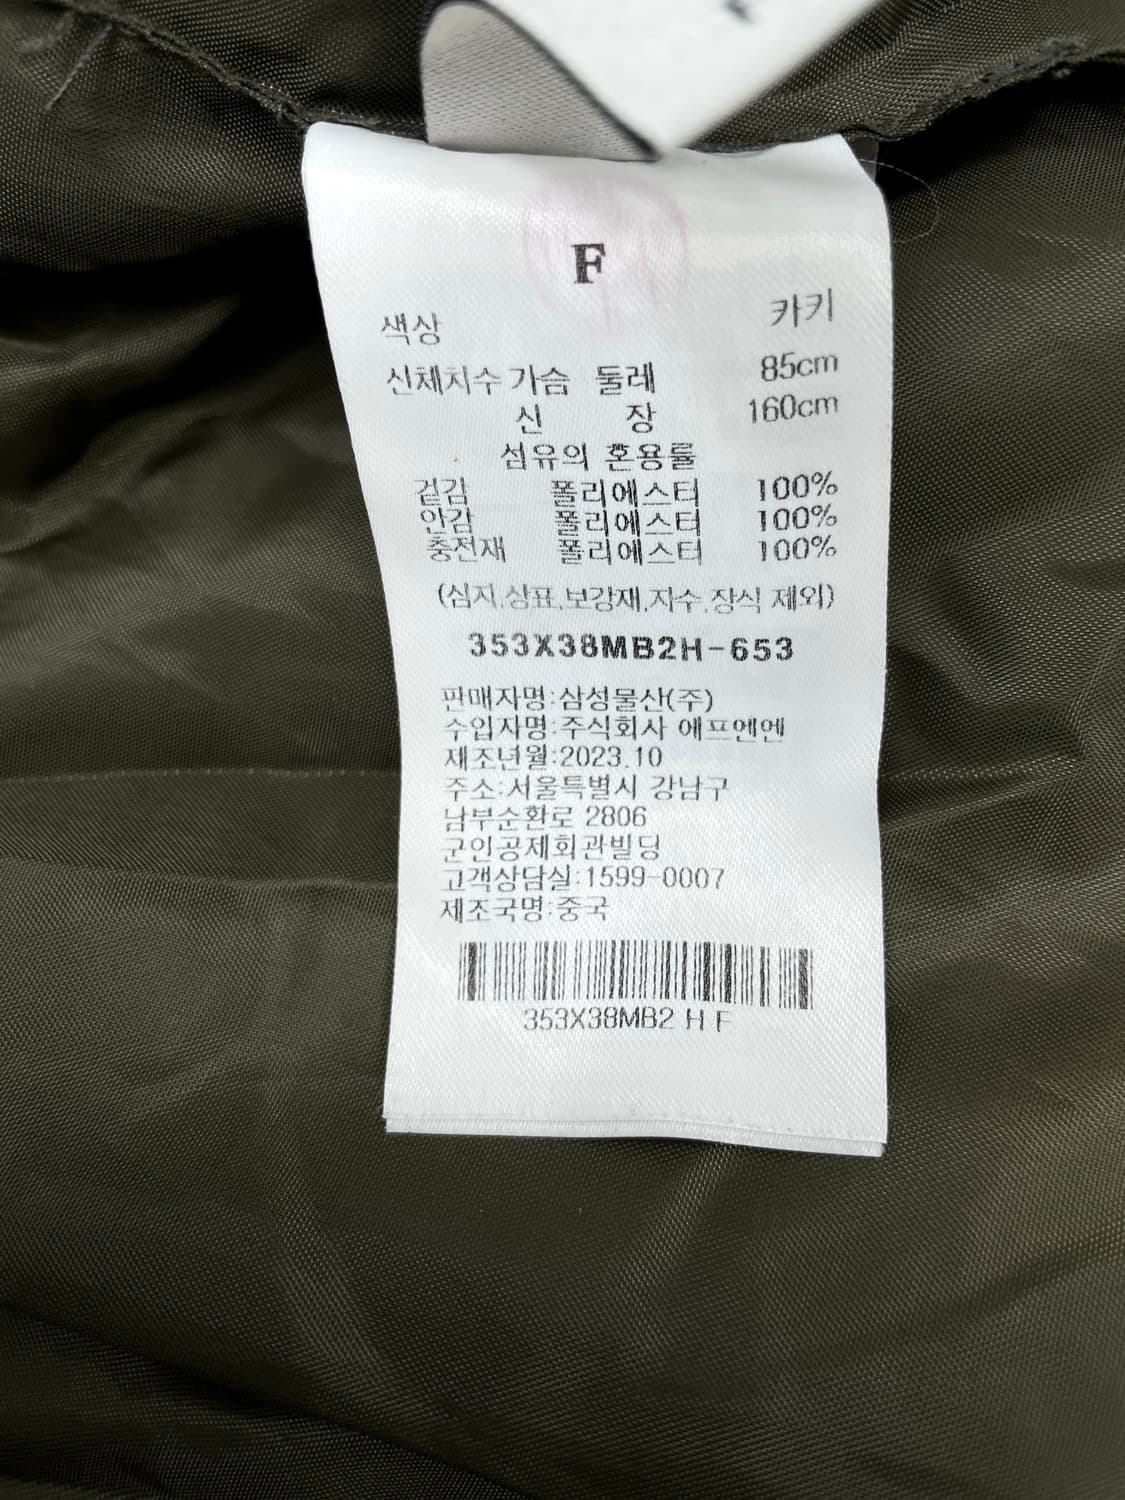 F
색상 카키
신체치수 가슴 둘레 85cm
신 장 160cm
섬유의 혼용률
겉감 폴리에스터 100%
안감 폴리에스터 100%
충전재 폴리에스터 100%
(심지,상표,보강재,자수,장식 제외)
353X38MB2H-653
판매자명:삼성물산(주)
수입자명:주식회사 에프엔엔
제조년월:2023.10
주소:서울특별시 강남구
남부순환로 2806
군인공제회관빌딩
고객상담실:1599-0007
제조국명:중국
353X38MB2 H F